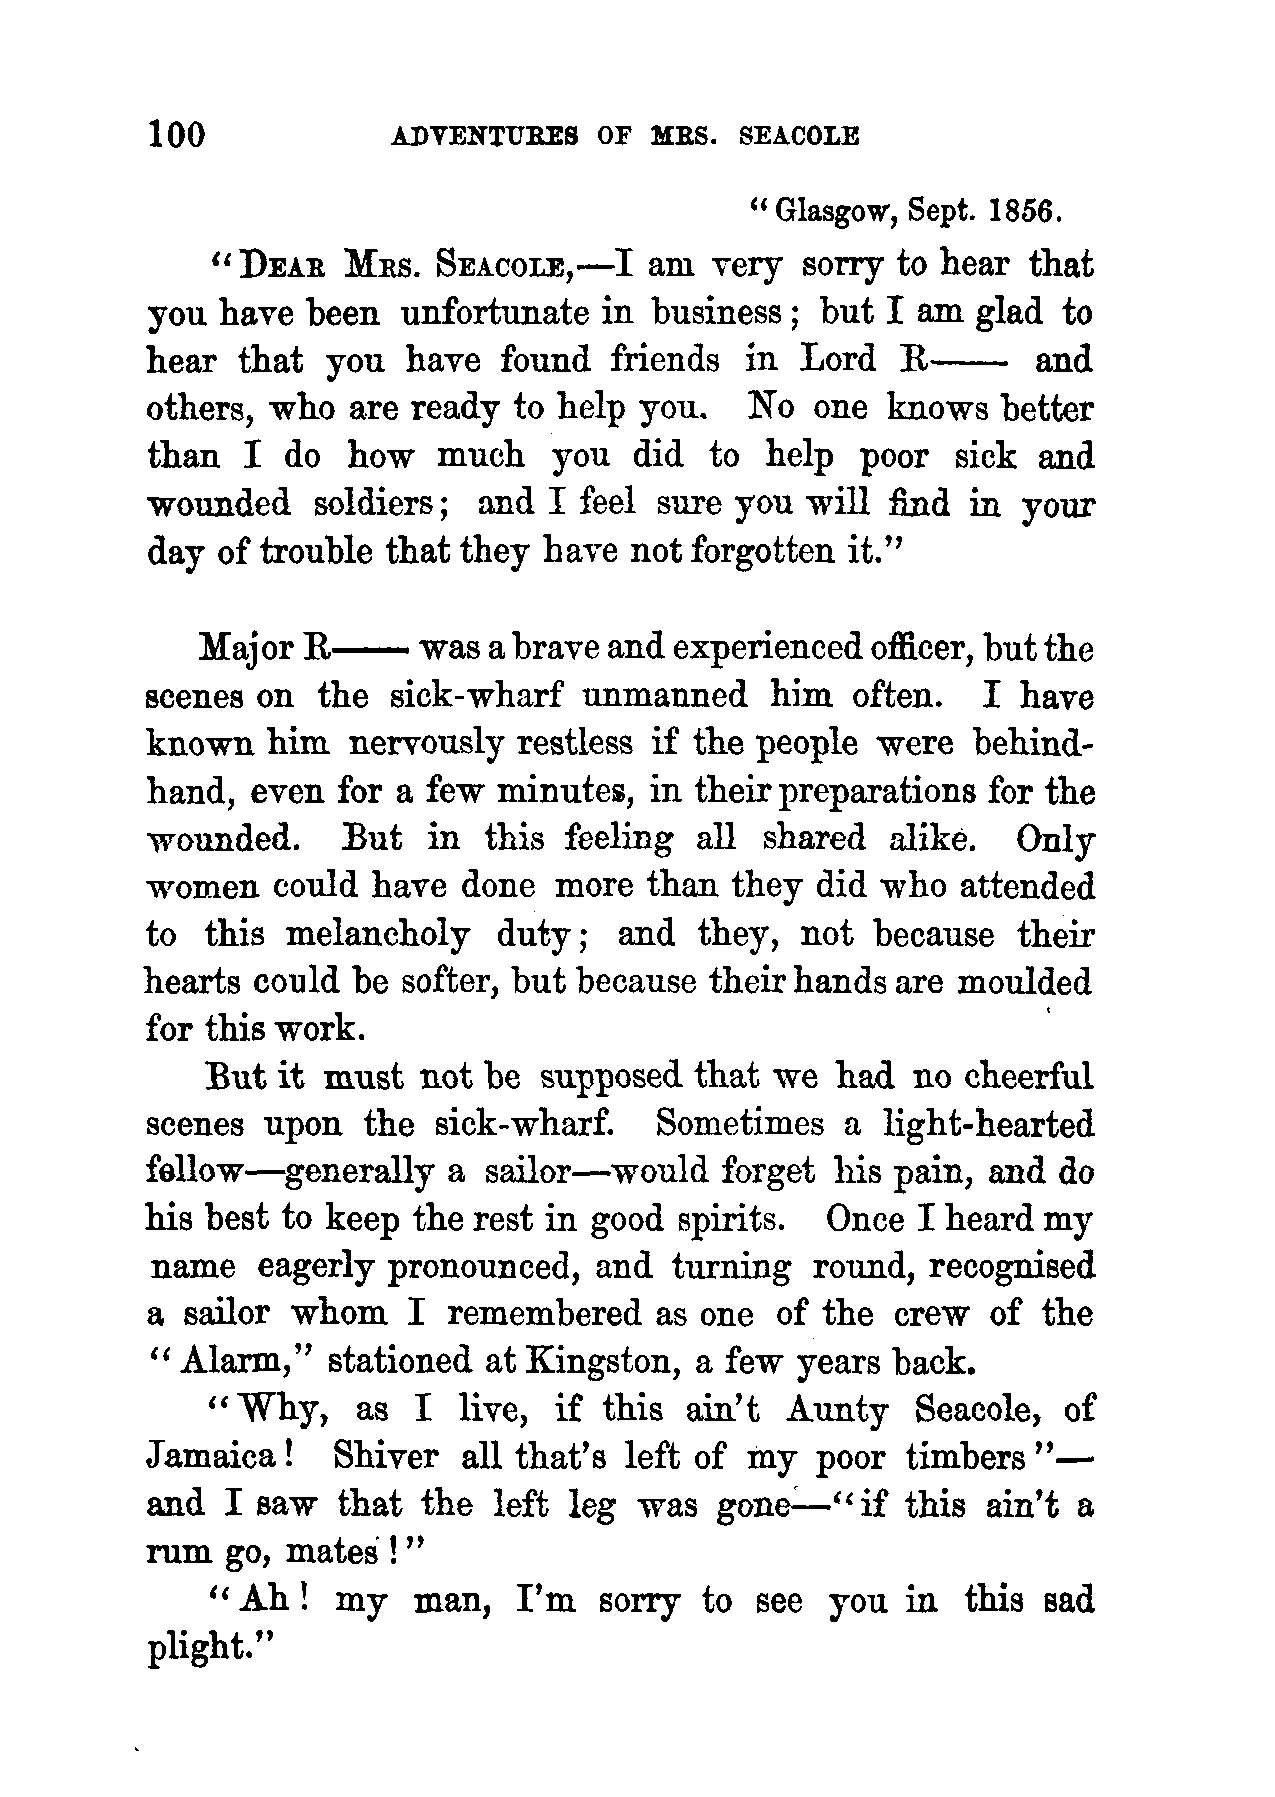 100 ADVENTURES OF MRS. SEACOLE
“Glasgow, Sept. 1856.
“DEAR MRS. SEACOLE,—I am very sorry to hear that
you have been unfortunate in business; but I am glad to
hear that you have found friends in Lord R—— and
others, who are ready to help you. No one knows better
than I do how much you did to help poor sick and
wounded soldiers; and I feel sure you will find in your
day of trouble that they have not forgotten it.”
Major R—— was a brave and experienced officer, but the
scenes on the sick-wharf unmanned him often. I have
known him nervously restless if the people were behind-
hand, even for a few minutes, in their preparations for the
wounded. But in this feeling all shared alike. Only
women could have done more than they did who attended
to this melancholy duty; and they, not because their
hearts could be softer, but because their hands are moulded
for this work.
But it must not be supposed that we had no cheerful
scenes upon the sick-wharf. Sometimes a light-hearted
fellow—generally a sailor—would forget his pain, and do
his best to keep the rest in good spirits. Once I heard my
name eagerly pronounced, and turning round, recognised
a sailor whom I remembered as one of the crew of the
“Alarm,” stationed at Kingston, a few years back.
“Why, as I live, if this ain’t Aunty Seacole, of
Jamaica! Shiver all that’s left of my poor timbers”—
and I saw that the left leg was gone—“if this ain’t a
rum go, mates!”
“Ah! my man, I’m sorry to see you in this sad
plight.”